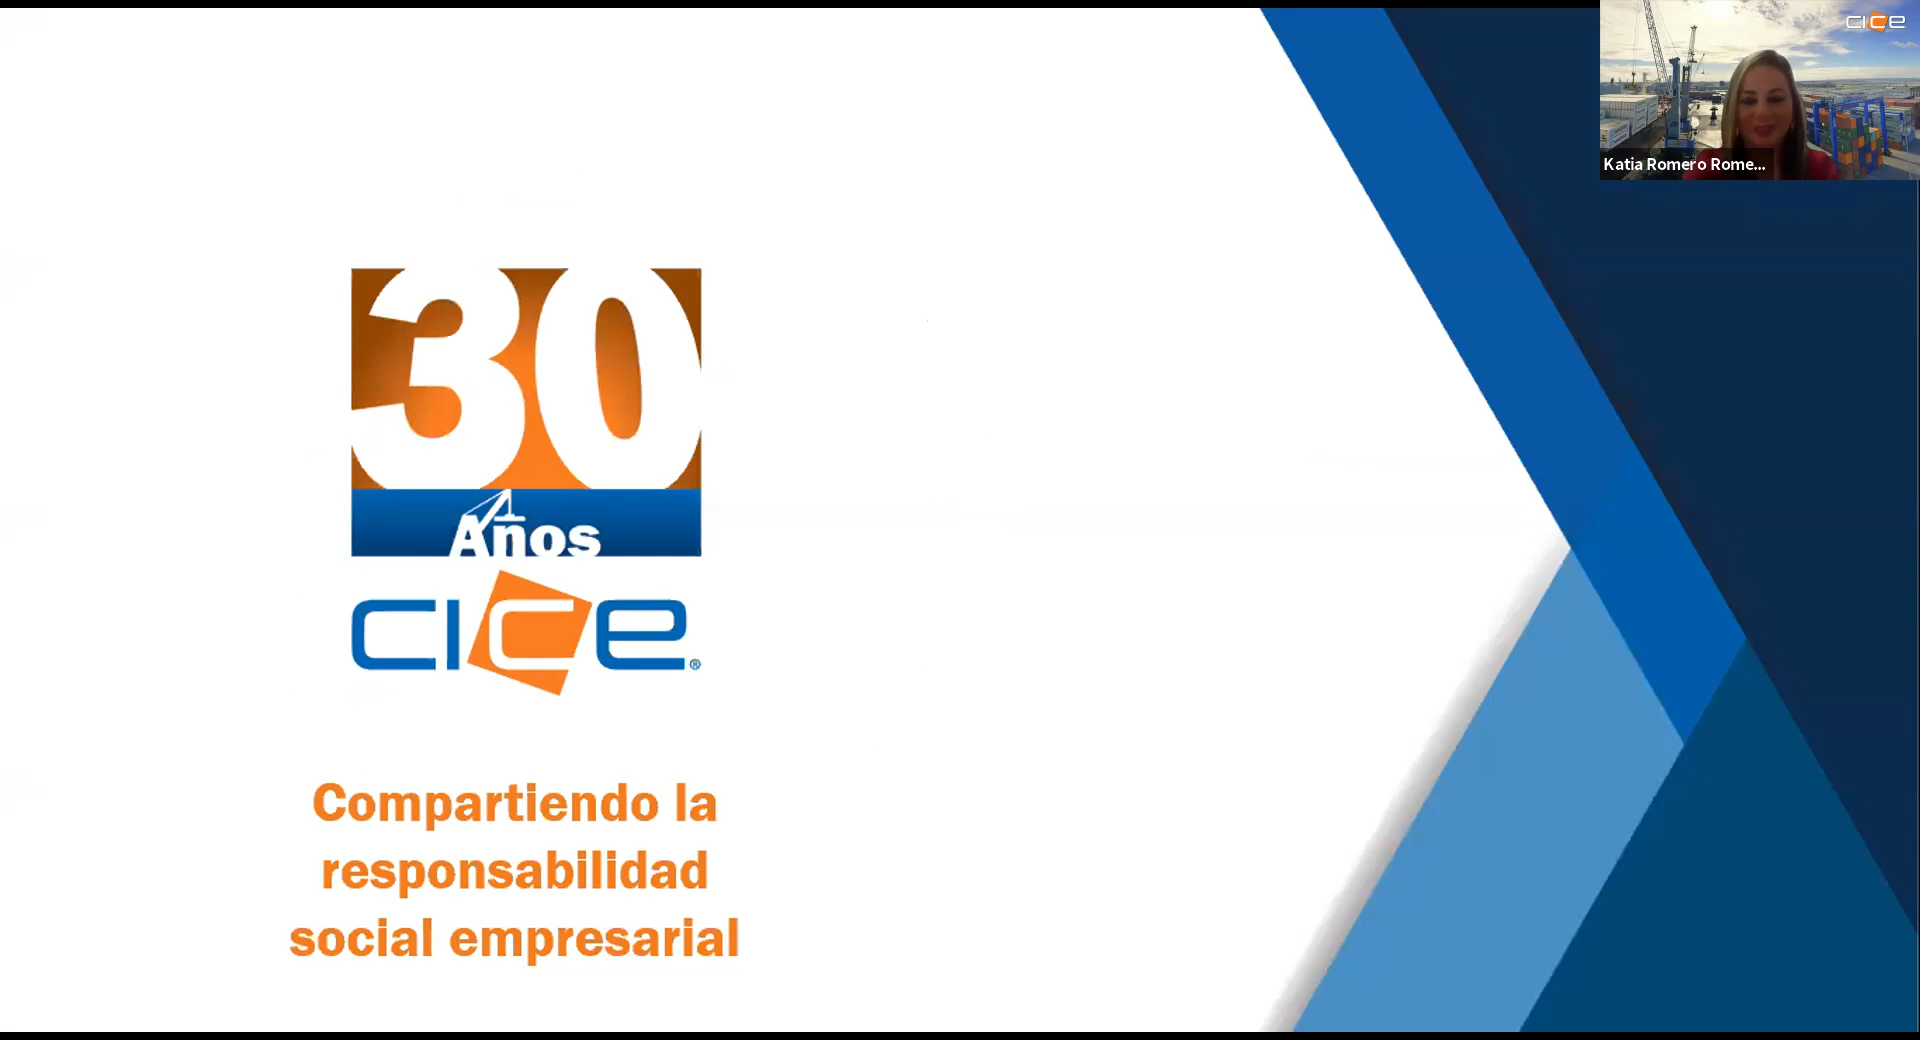 cice
Katia Romero Rome...
30
Años
cice®
Compartiendo la
responsabilidad
social empresarial